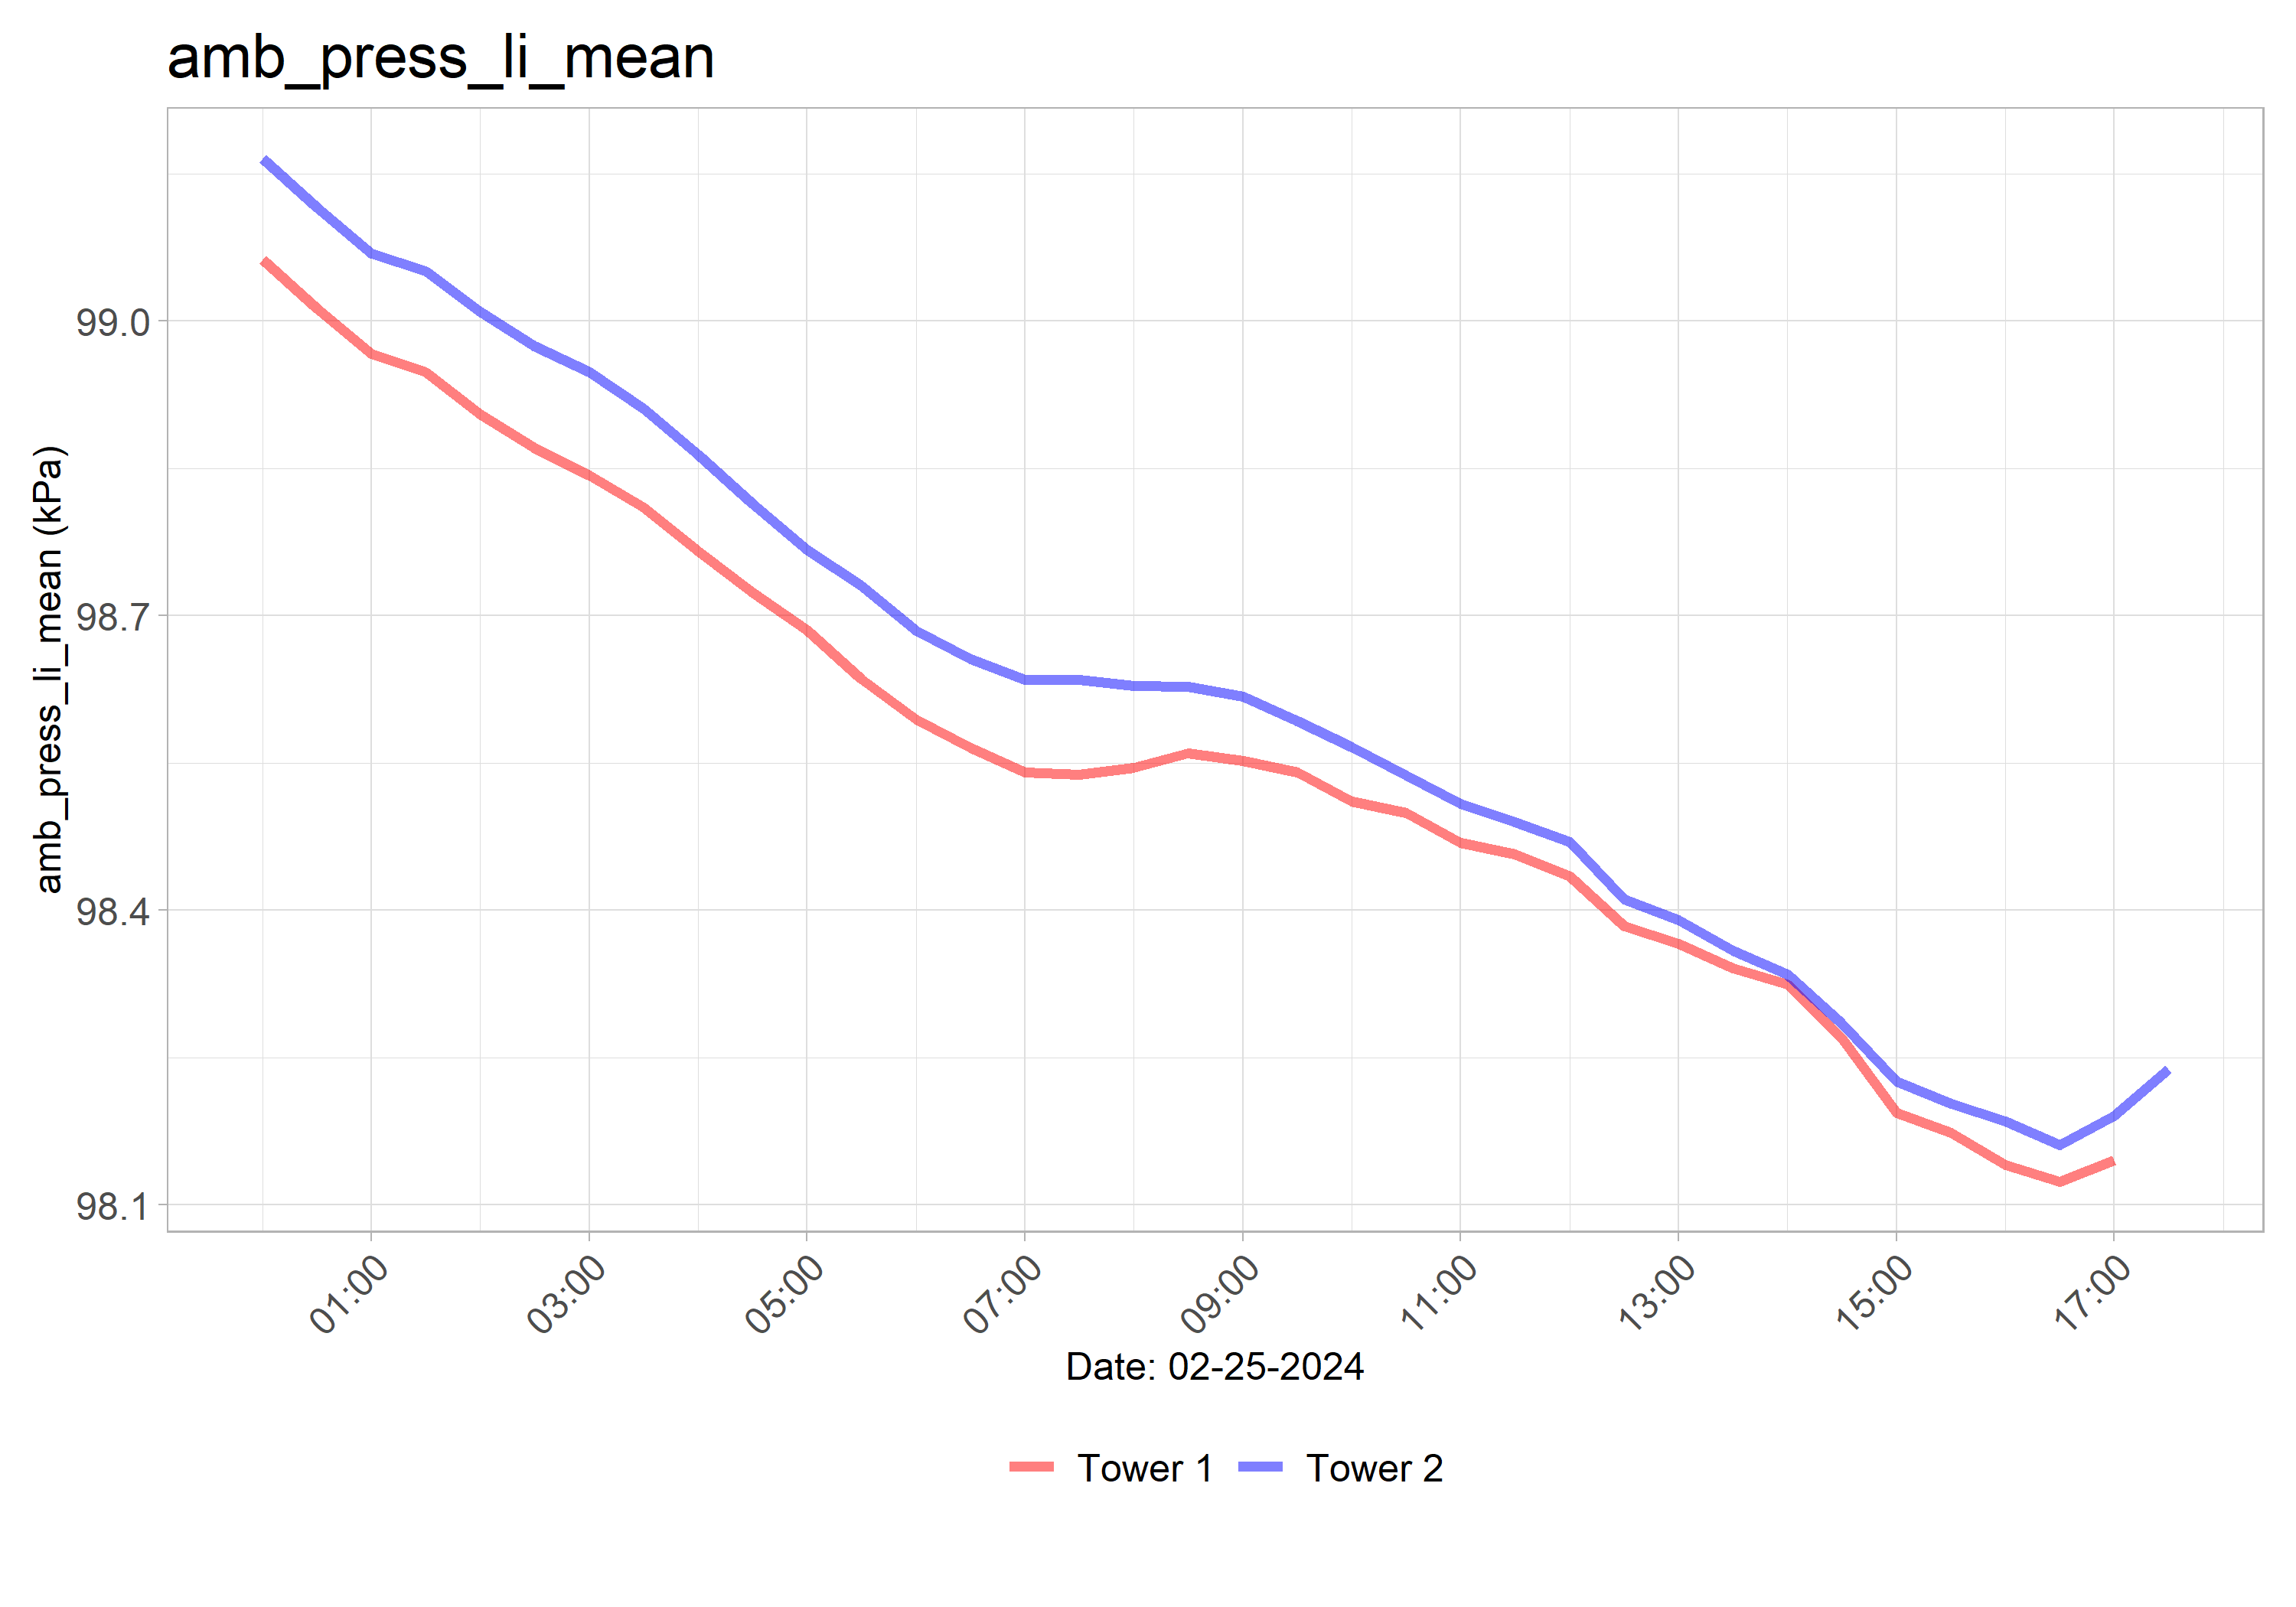 amb_press_li_mean
amb_press_li_mean (kPa)
99.0
98.7
98.4
98.1
01:00 03:00 05:00 07:00 09:00 11:00 13:00 15:00 17:00
Date: 02-25-2024
Tower 1 Tower 2